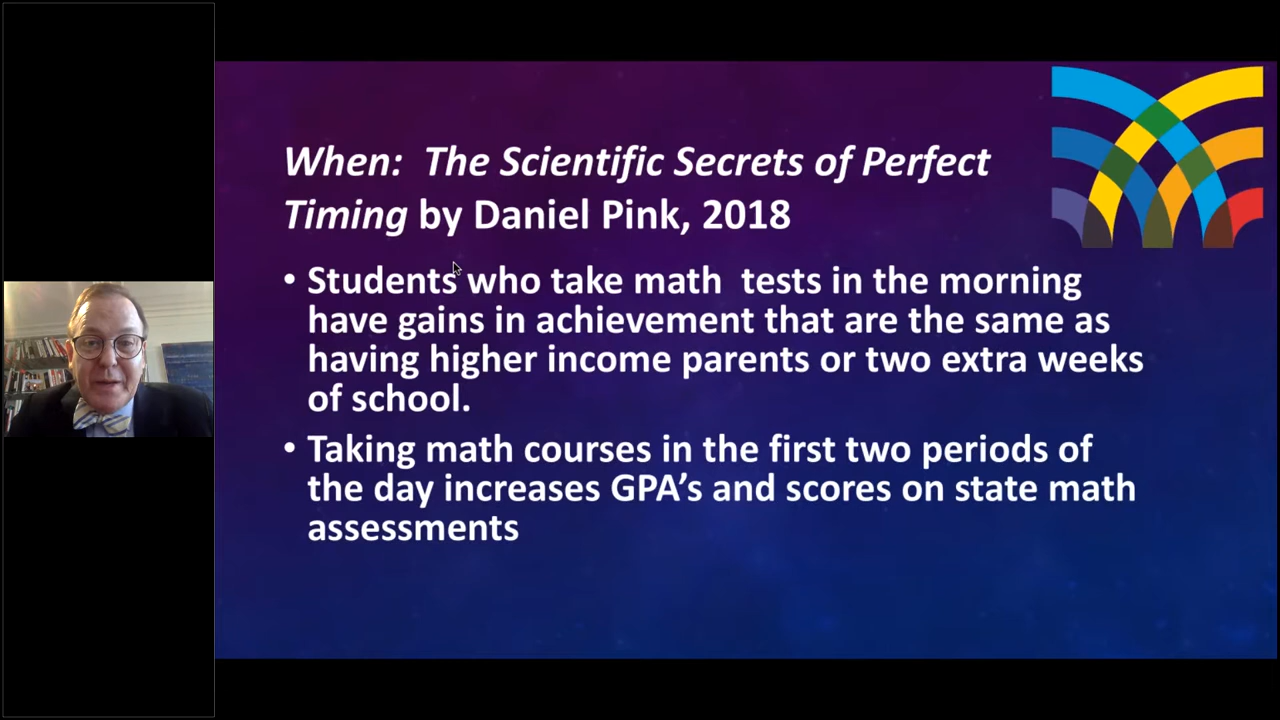 When:  The Scientific Secrets of Perfect
Timing by Daniel Pink, 2018
• Students who take math  tests in the morning
have gains in achievement that are the same as
having higher income parents or two extra weeks
of school.
• Taking math courses in the first two periods of
the day increases GPA’s and scores on state math
assessments